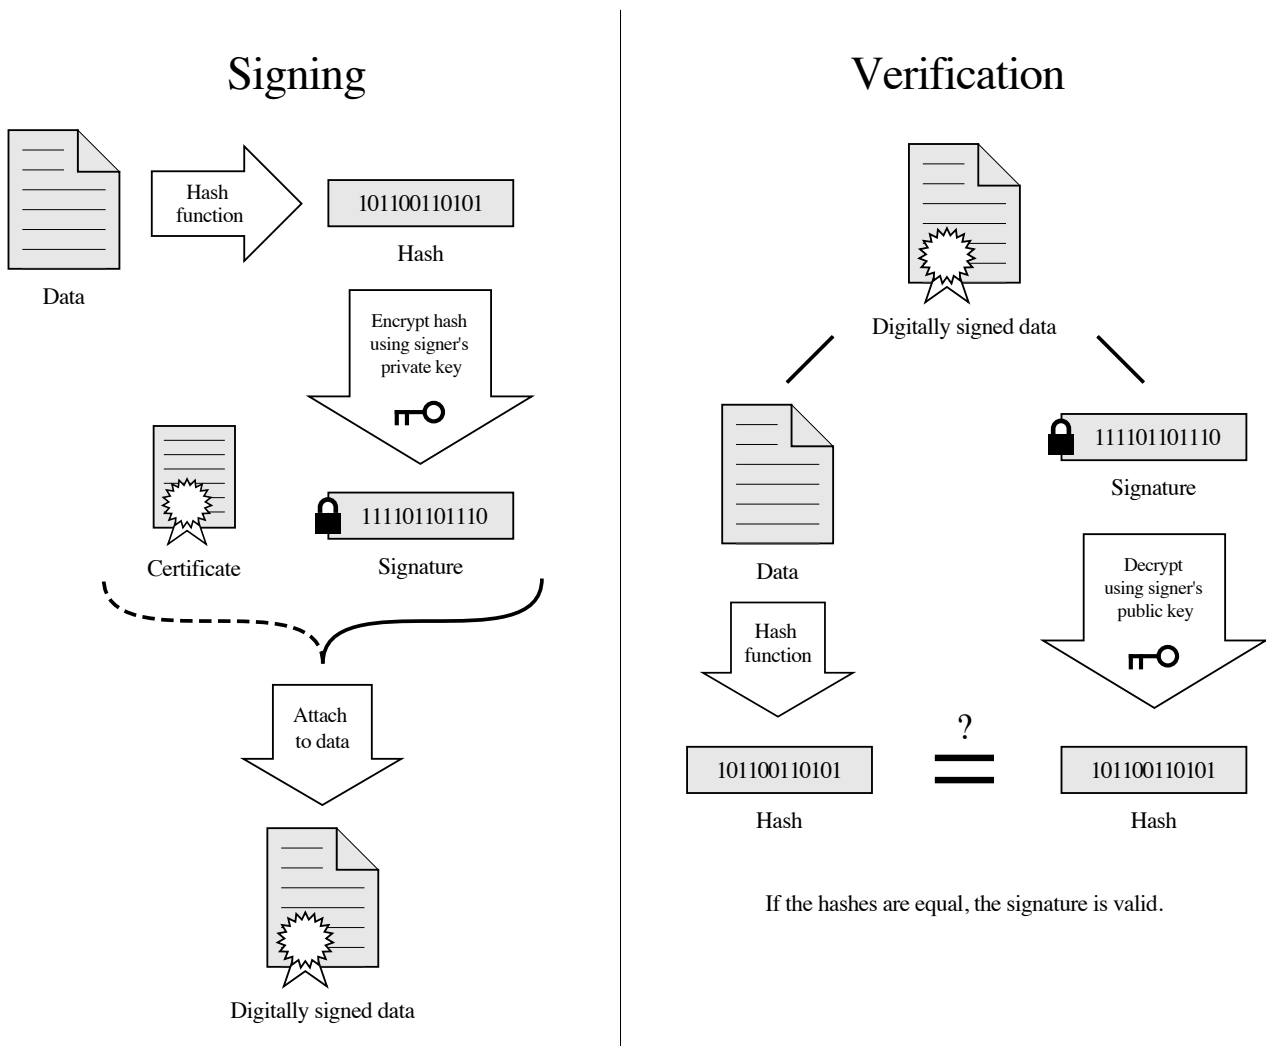 Signing
Hash
function
101100110101
Hash
Data
Encrypt hash
using signer's
private key
111101101110
Certificate
Signature
Attach
to data
Digitally signed data
Verification
Digitally signed data
Data
111101101110
Signature
Hash
function
Decrypt
using signer's
public key
101100110101
Hash
?
101100110101
Hash
If the hashes are equal, the signature is valid.